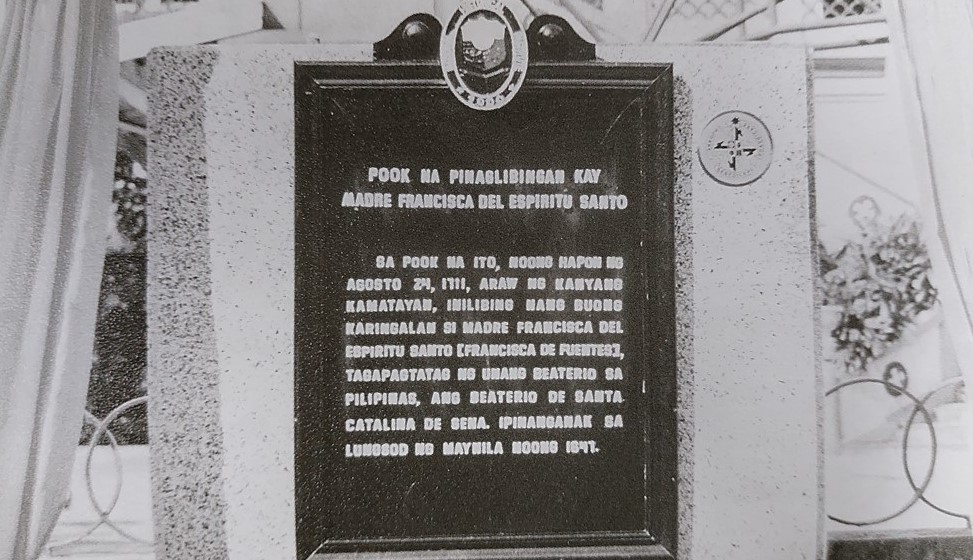 POOK NA PINAGLIBINGAN KAY
MADRE FRANCISCA DEL ESPIRITU SANTO
SA POOK NA ITO, NOONG HAPON NG
AGOSTO 24, 1711, ARAW NG KANYANG
KAMATAYAN, INILIBING NANG BUONG
KARINGALAN SI MADRE FRANCISCA DEL
ESPIRITU SANTO (FRANCISCA DE FUENTES),
TAGAPAGTATAG NG UNANG BEATERIO SA
PILIPINAS, ANG BEATERIO DE SANTA
CATALINA DE SENA. IPINANGANAK SA
LUNGSOD NG MAYNILA NOONG 1647.